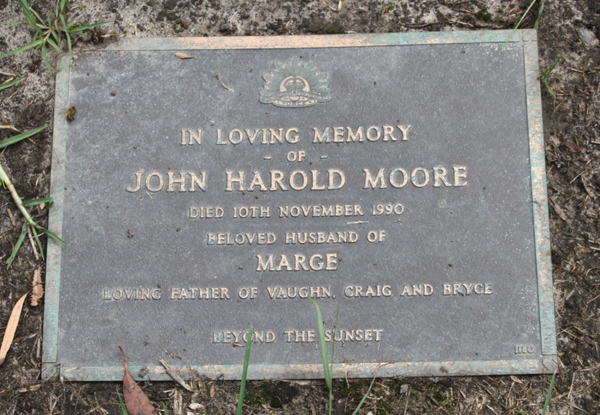 IN LOVING MEMORY
- OF -
JOHN HAROLD MOORE
DIED 10TH NOVEMBER 1990
BELOVED HUSBAND OF
MARGE
LOVING FATHER OF VAUGHN, CRAIG AND BRYCE
BEYOND THE SUNSET